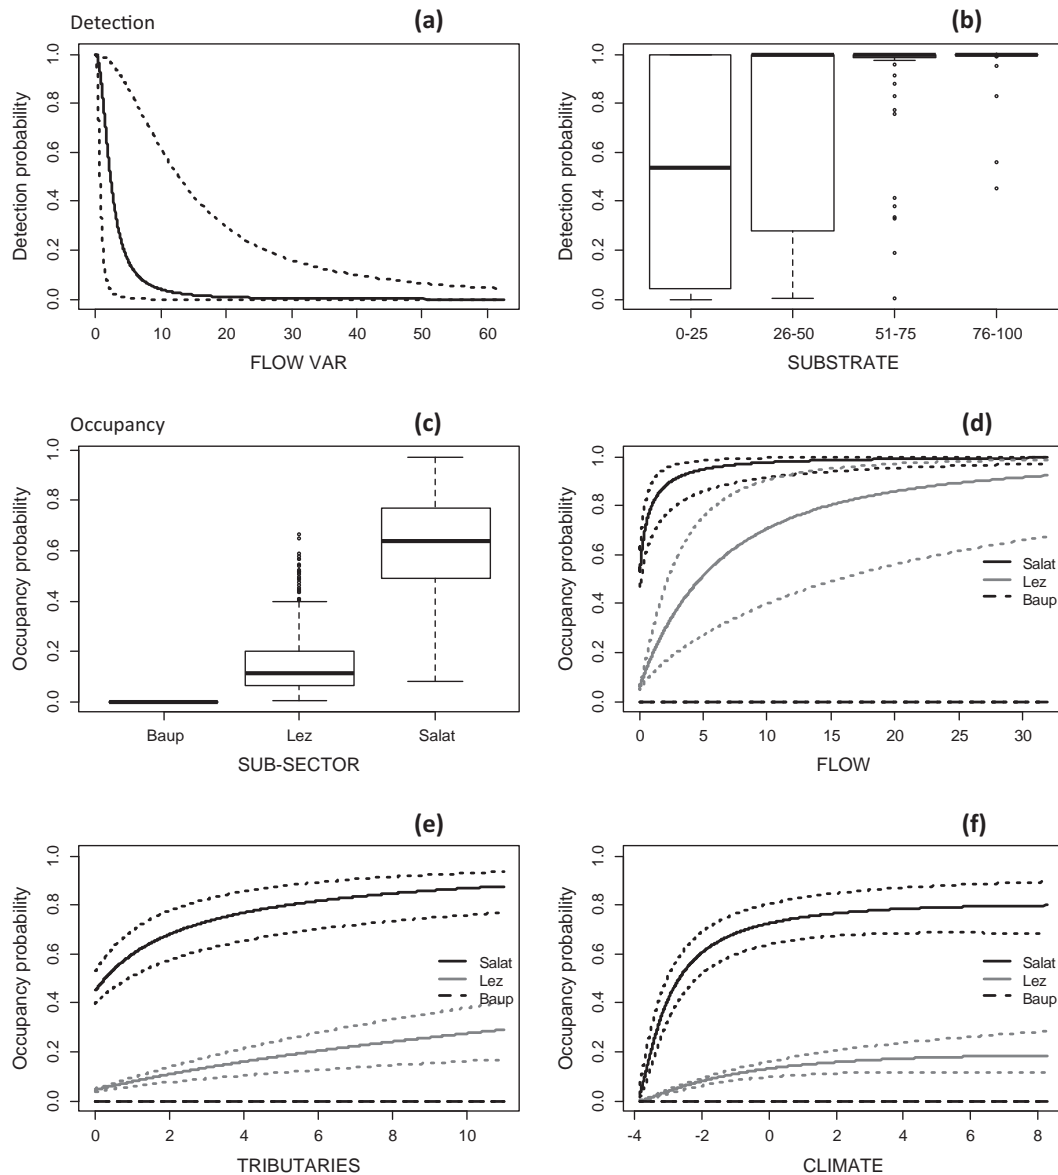 Detection
(a)
Detection probability
0.0 0.2 0.4 0.6 0.8 1.0
0 10 20 30 40 50 60
FLOW VAR
(b)
Detection probability
0.0 0.2 0.4 0.6 0.8 1.0
0-25 26-50 51-75 76-100
SUBSTRATE
Occupancy
(c)
Occupancy probability
0.0 0.2 0.4 0.6 0.8 1.0
Baup Lez Salat
SUB-SECTOR
(d)
Occupancy probability
0.0 0.2 0.4 0.6 0.8 1.0
Salat
Lez
Baup
0 5 10 15 20 25 30
FLOW
(e)
Occupancy probability
0.0 0.2 0.4 0.6 0.8 1.0
Salat
Lez
Baup
0 2 4 6 8 10
TRIBUTARIES
(f)
Occupancy probability
0.0 0.2 0.4 0.6 0.8 1.0
Salat
Lez
Baup
-4 -2 0 2 4 6 8
CLIMATE